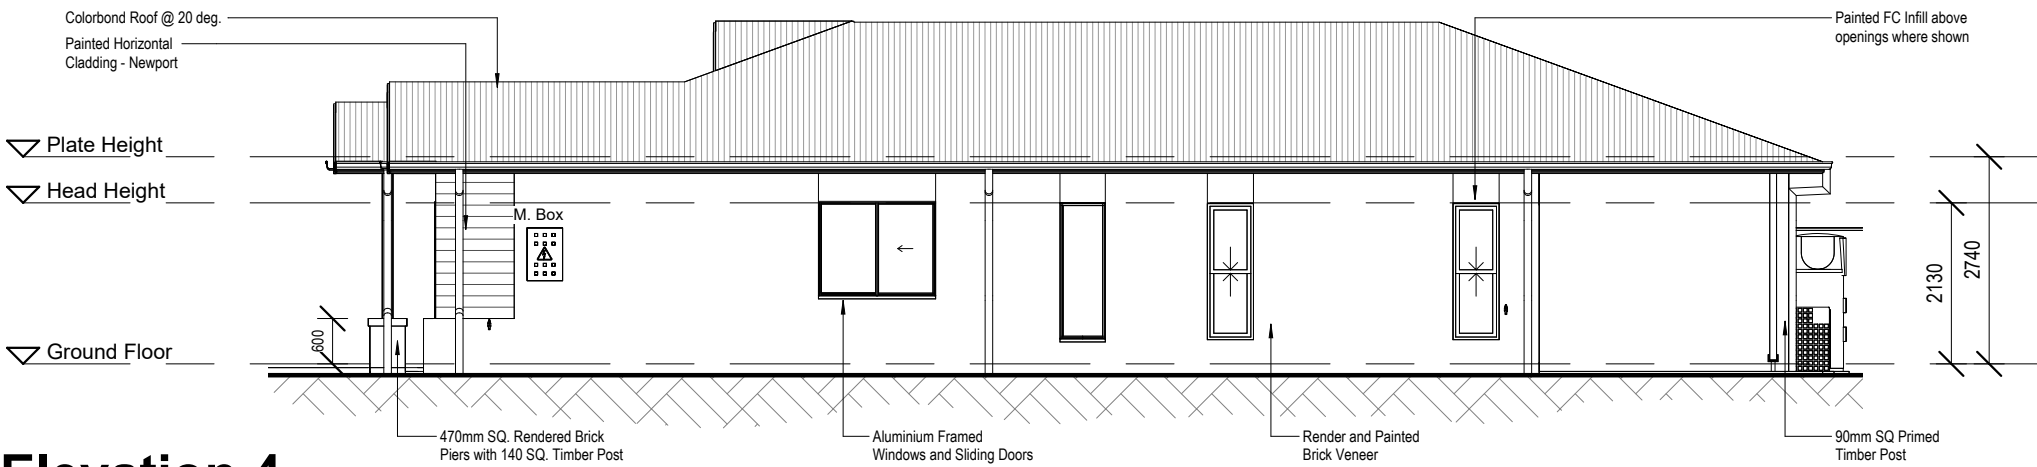 Colorbond Roof @ 20 deg.
Painted Horizontal
Cladding - Newport
Painted FC Infill above
openings where shown
Plate Height
Head Height
M. Box
2130
2740
600
Ground Floor
470mm SQ. Rendered Brick
Piers with 140 SQ. Timber Post
Aluminium Framed
Windows and Sliding Doors
Render and Painted
Brick Veneer
90mm SQ Primed
Timber Post
Elevation 4